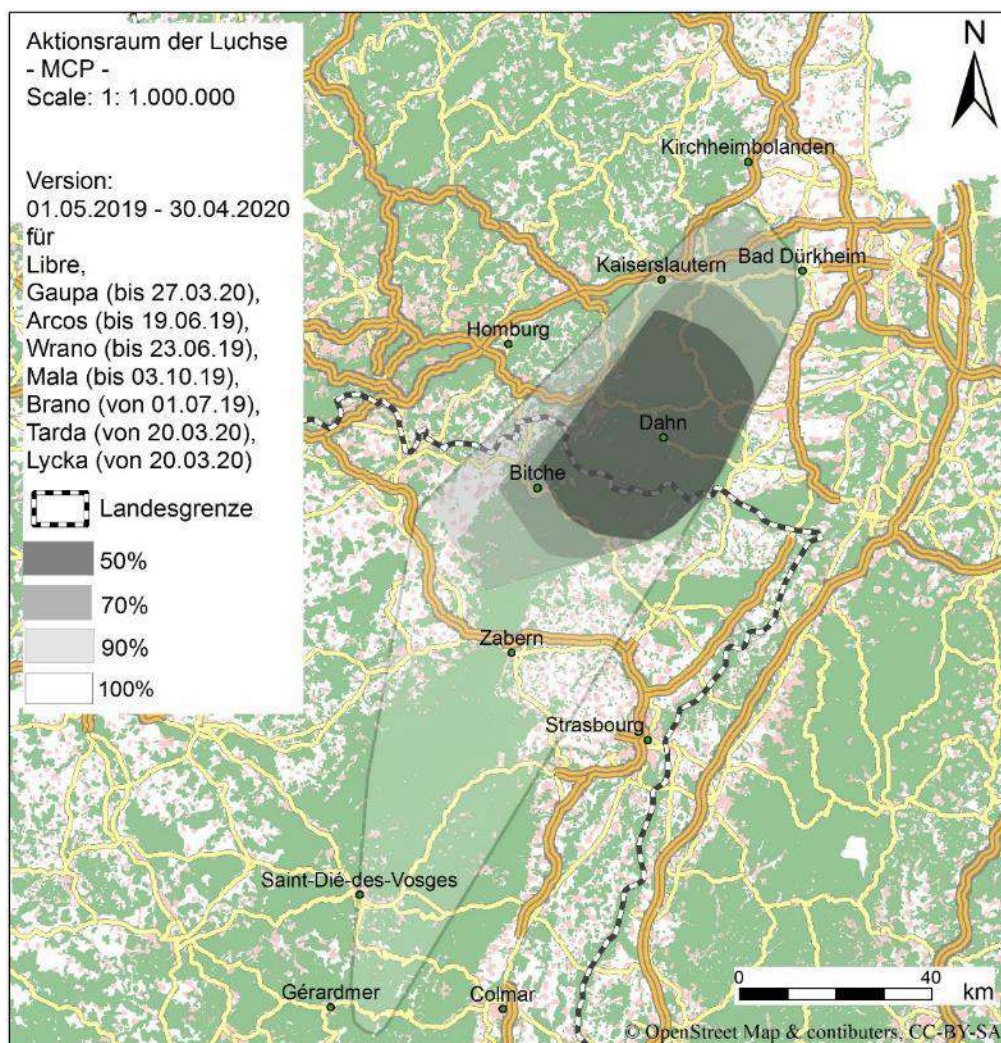 Aktionsraum der Luchse
- MCP -
Scale: 1: 1.000.000
Version:
01.05.2019 - 30.04.2020
für
Libre,
Gaupa (bis 27.03.20),
Arcos (bis 19.06.19),
Wrano (bis 23.06.19),
Mala (bis 03.10.19),
Brano (von 01.07.19),
Tarda (von 20.03.20),
Lycka (von 20.03.20)
Landesgrenze
50%
70%
90%
100%
N
Kirchheimbolanden
Bad Dürkheim
Kaiserslautern
Homburg
Dahn
Bitche
Zabern
Strasbourg
Saint-Dié-des-Vosges
Gérardmer
Colmar
0 40
km
© OpenStreet Map & contibuters, CC-BY-SA